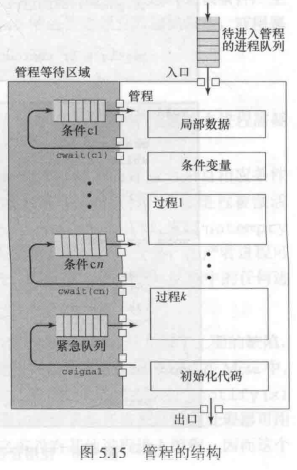 待进入管程
的进程队列
管程等待区域
入口
管程
条件c1
局部数据
cwait(c1)
条件变量
过程1
条件cn
cwait(cn)
过程k
紧急队列
csignal
初始化代码
出口
图 5.15 管程的结构